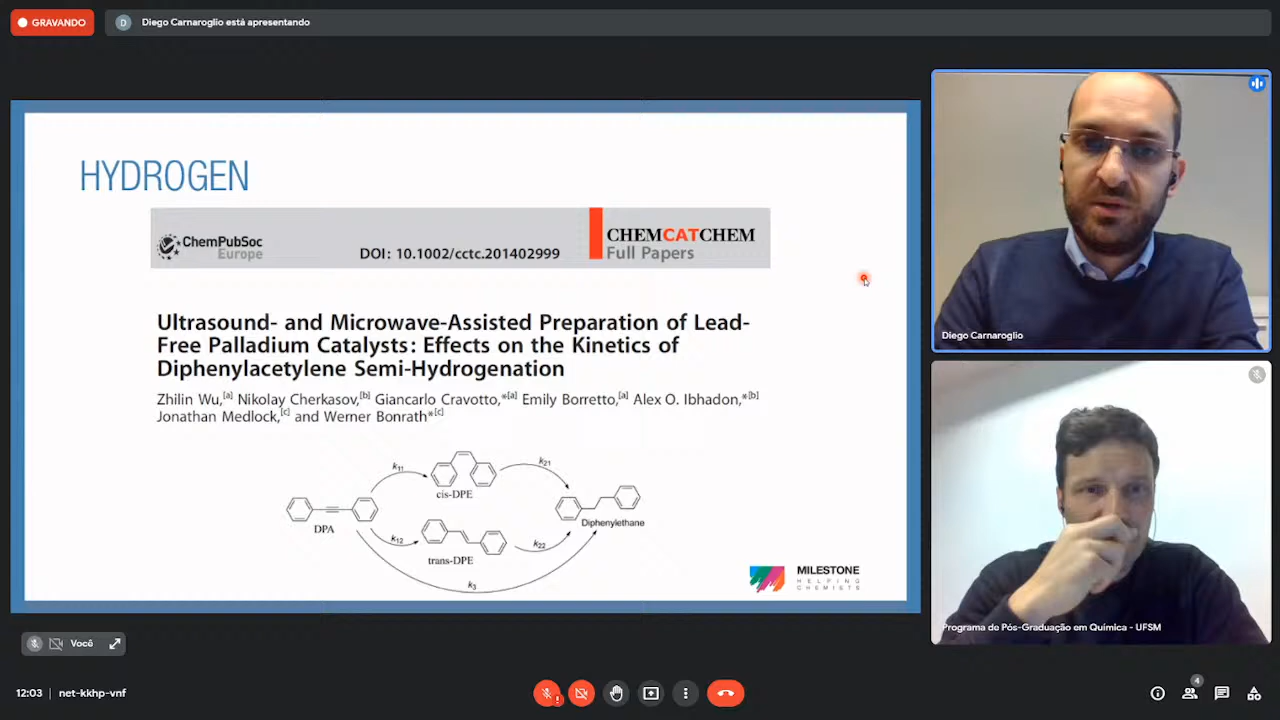 GRAVANDO
D
Diego Carnaroglio está apresentando
HYDROGEN
ChemPubSoc
Europe
DOI: 10.1002/cctc.201402999
CHEMCATCHEM
Full Papers
Ultrasound- and Microwave-Assisted Preparation of Lead-
Free Palladium Catalysts: Effects on the Kinetics of
Diphenylacetylene Semi-Hydrogenation
Zhilin Wu,[a] Nikolay Cherkasov,[b] Giancarlo Cravotto,*[a] Emily Borretto,[a] Alex O. Ibhadon,*[b]
Jonathan Medlock,[c] and Werner Bonrath*[c]
k11
k21
cis-DPE
DPA
Diphenylethane
k12
k22
trans-DPE
k3
MILESTONE
HELPING
CHEMISTS
Diego Carnaroglio
Programa de Pós-Graduação em Química - UFSM
Você
12:03 | net-kkhp-vnf
4